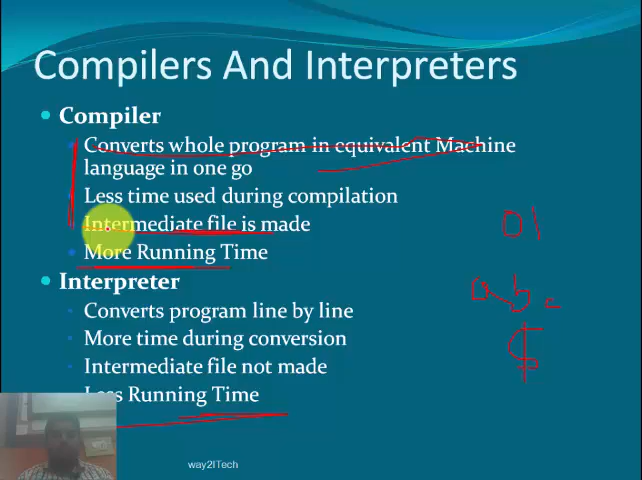 Compilers And Interpreters
Compiler
Converts whole program in equivalent Machine
language in one go
Less time used during compilation
Intermediate file is made
More Running Time
Interpreter
Converts program line by line
More time during conversion
Intermediate file not made
Less Running Time
01
a b c
$
way2ITech